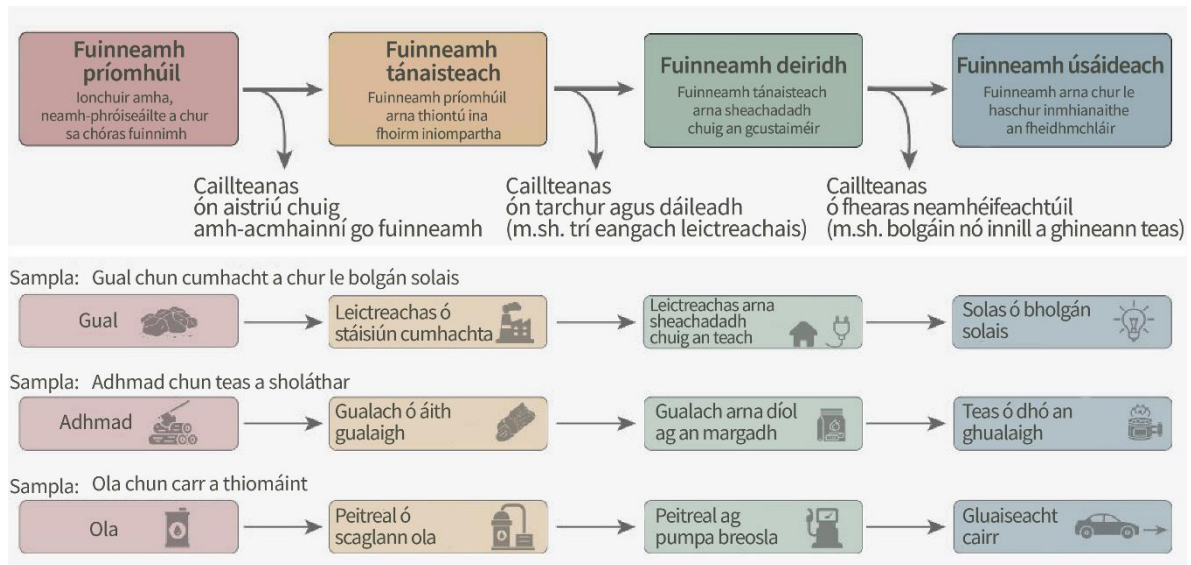 Fuinneamh
príomhúil
Ionchuir amha,
neamh-phróiseáilte a chur
sa chóras fuinnimh
Fuinneamh
tánaisteach
Fuinneamh príomhúil
arna thiontú ina
fhoirm iniompartha
Fuinneamh deiridh
Fuinneamh tánaisteach
arna sheachadadh
chuig an gcustaiméir
Fuinneamh úsáideach
Fuinneamh arna chur le
haschur inmhianaithe
an fheidhmchláir
Caillteanas
ón aistriú chuig
amh-acmhainní go fuinneamh
Caillteanas
ón tarchur agus dáileadh
(m.sh. trí eangach leictreachais)
Caillteanas
ó fhearas neamhéifeachtúil
(m.sh. bolgáin nó innill a ghineann teas)
Sampla: Gual chun cumhacht a chur le bolgán solais
Gual
Leictreachas ó
stáisiún cumhachta
Leictreachas arna
sheachadadh
chuig an teach
Solas ó bholgán
solais
Sampla: Adhmad chun teas a sholáthar
Adhmad
Gualach ó áith
gualaigh
Gualach arna díol
ag an margadh
Teas ó dhó an
ghualaigh
Sampla: Ola chun carr a thiomáint
Ola
Peitreal ó
scaglann ola
Peitreal ag
pumpa breosla
Gluaiseacht
cairr